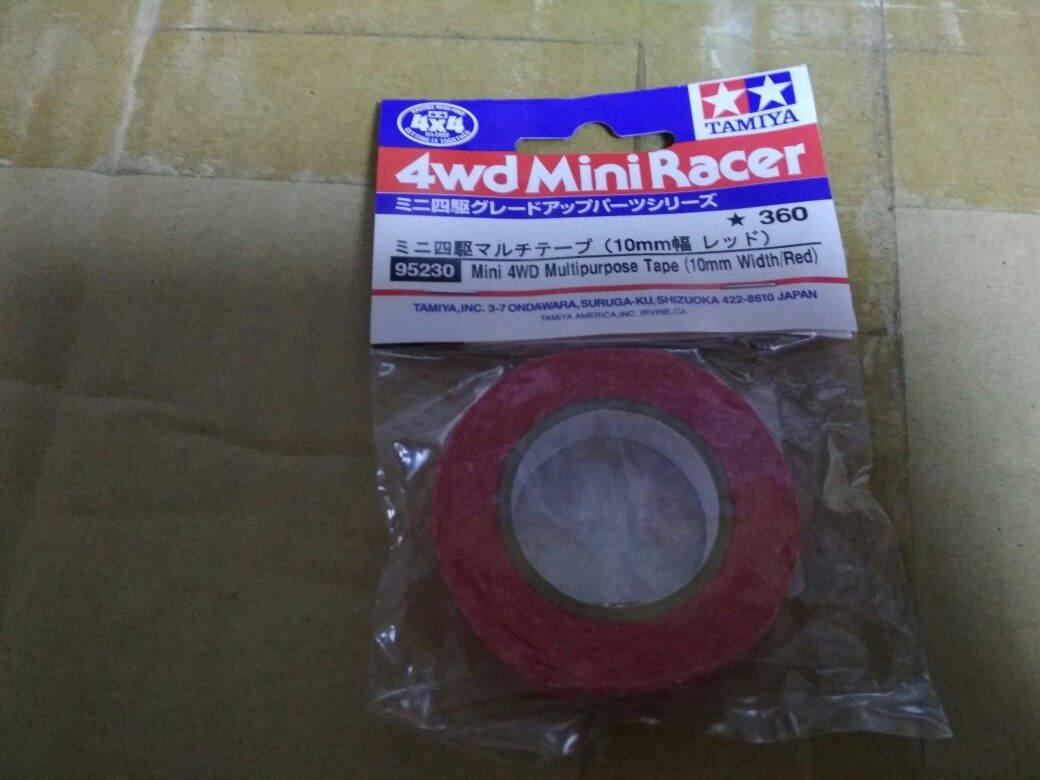 4x4
TAMIYA
4wd Mini Racer
ミニ四駆グレードアップパーツシリーズ
★ 360
ミニ四駆マルチテープ（10mm幅 レッド）
95230 Mini 4WD Multipurpose Tape (10mm Width/Red)
TAMIYA,INC. 3-7 ONDAWARA, SURUGA-KU, SHIZUOKA 422-8610 JAPAN
TAMIYA AMERICA,INC. IRVINE,CA